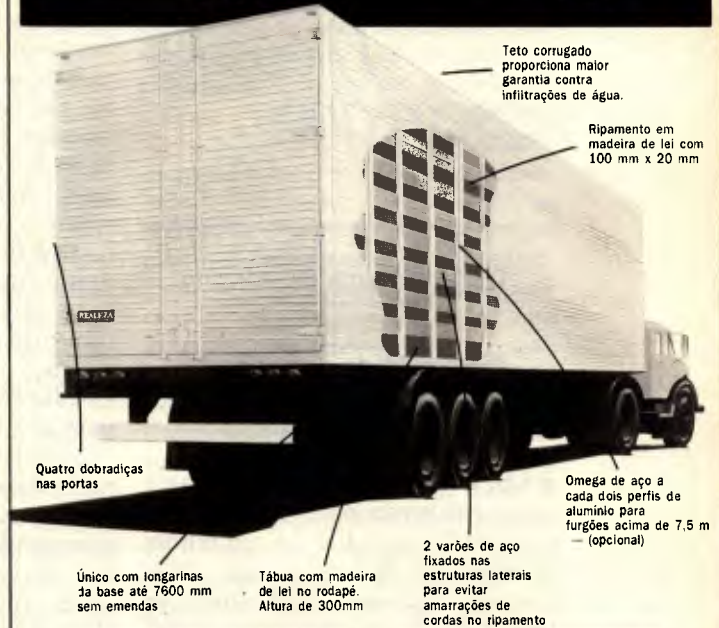 Teto corrugado
proporciona maior
garantia contra
infiltrações de água.
Ripamento em
madeira de lei com
100 mm x 20 mm
REALEZA
Quatro dobradiças
nas portas
Omega de aço a
cada dois perfis de
alumínio para
furgões acima de 7,5 m
— (opcional)
Único com longarinas
da base até 7600 mm
sem emendas
Tábua com madeira
de lei no rodapé.
Altura de 300mm
2 varões de aço
fixados nas
estruturas laterais
para evitar
amarrações de
cordas no ripamento